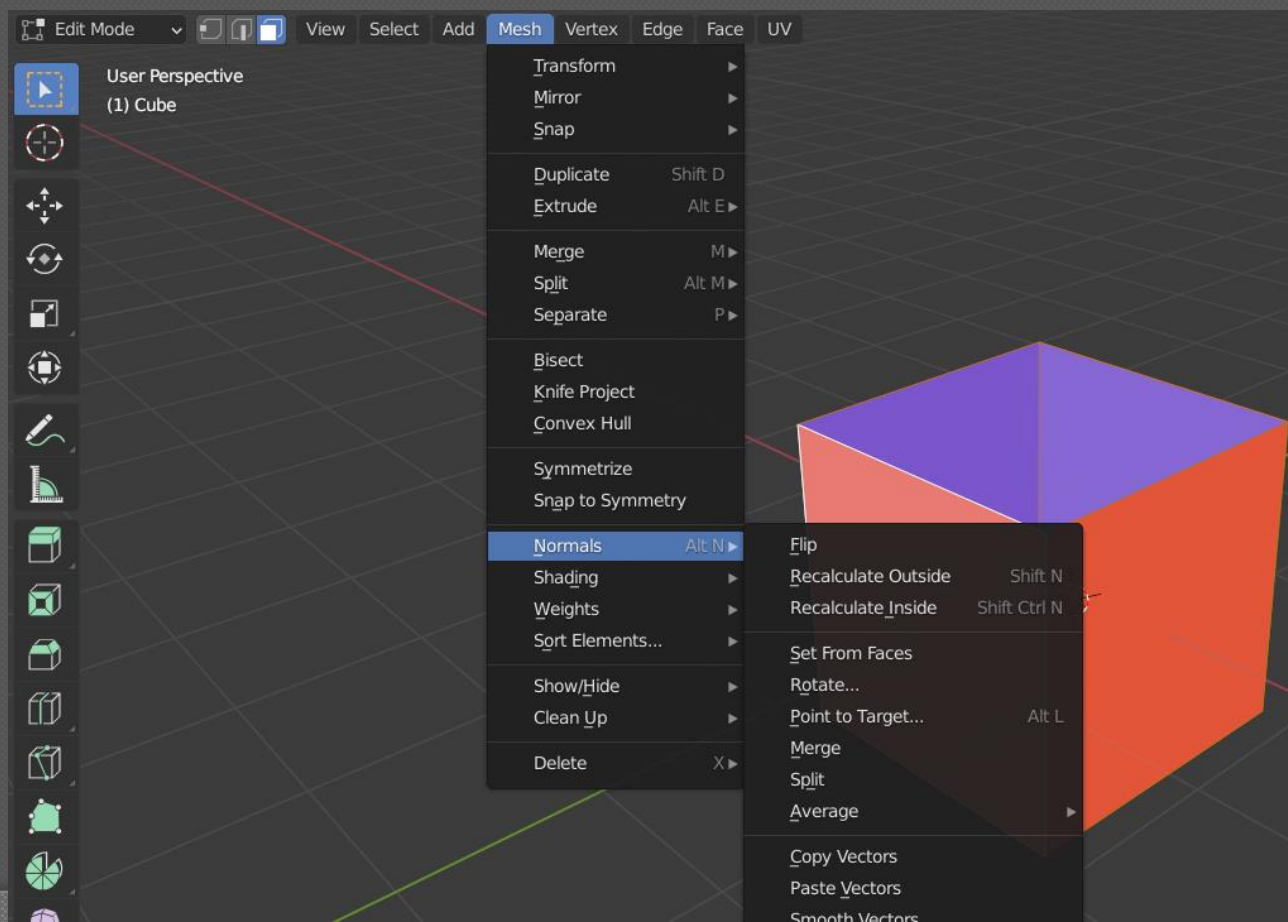 Edit Mode View Select Add Mesh Vertex Edge Face UV
User Perspective
(1) Cube
Transform
Mirror
Snap
Duplicate Shift D
Extrude Alt E
Merge M
Split Alt M
Separate P
Bisect
Knife Project
Convex Hull
Symmetrize
Snap to Symmetry
Normals Alt N
Shading
Weights
Sort Elements...
Show/Hide
Clean Up
Delete X
Flip
Recalculate Outside Shift N
Recalculate Inside Shift Ctrl N
Set From Faces
Rotate...
Point to Target... Alt L
Merge
Split
Average
Copy Vectors
Paste Vectors
Smooth Vectors